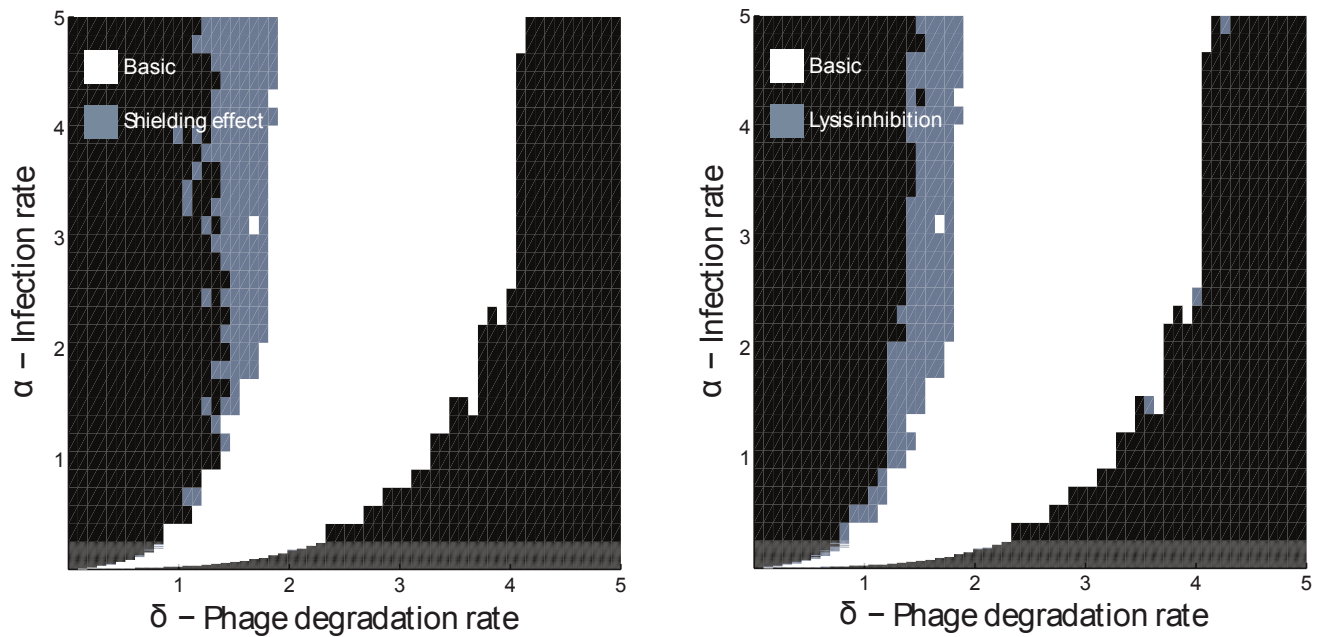 5
Basic
Shielding effect
4
3
2
1
α – Infection rate
1 2 3 4 5
δ – Phage degradation rate
5
Basic
Lysis inhibition
4
3
2
1
α – Infection rate
1 2 3 4 5
δ – Phage degradation rate